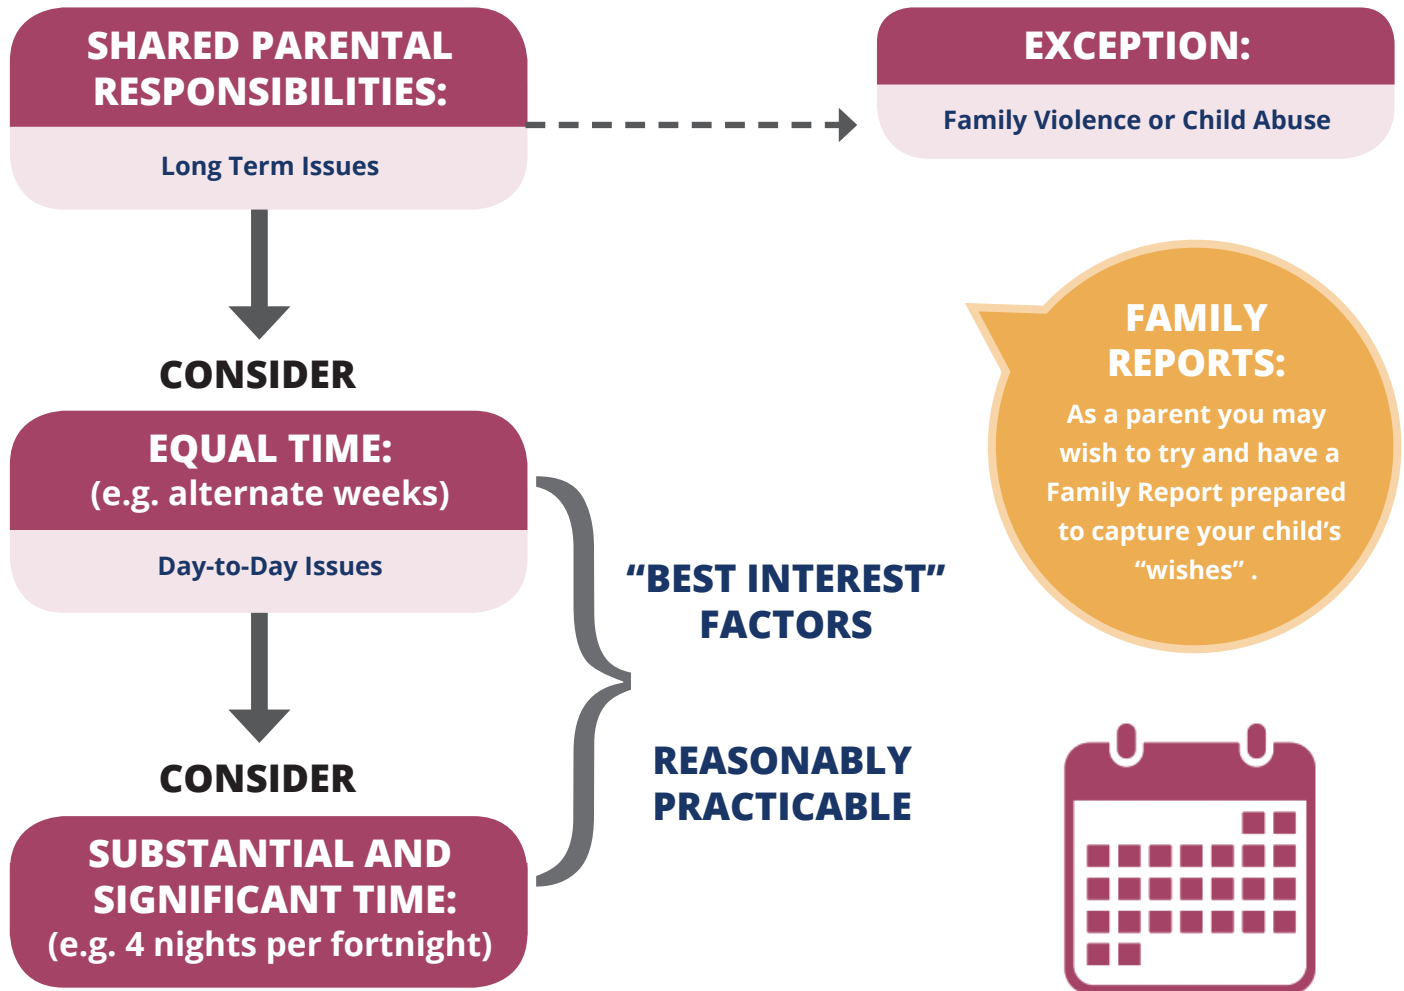 SHARED PARENTAL
RESPONSIBILITIES:
Long Term Issues
EXCEPTION:
Family Violence or Child Abuse
CONSIDER
EQUAL TIME:
(e.g. alternate weeks)
Day-to-Day Issues
CONSIDER
SUBSTANTIAL AND
SIGNIFICANT TIME:
(e.g. 4 nights per fortnight)
“BEST INTEREST”
FACTORS
REASONABLY
PRACTICABLE
FAMILY
REPORTS:
As a parent you may
wish to try and have a
Family Report prepared
to capture your child’s
“wishes” .